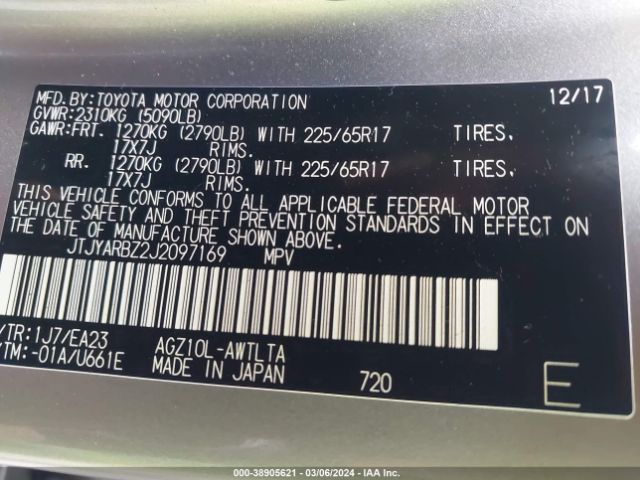 MFD.BY:TOYOTA MOTOR CORPORATION 12/17
GVWR:2310KG (5090LB)
GAWR:FRT. 1270KG (2790LB) WITH 225/65R17 TIRES,
17X7J RIMS.
RR. 1270KG (2790LB) WITH 225/65R17 TIRES,
17X7J RIMS.
THIS VEHICLE CONFORMS TO ALL APPLICABLE FEDERAL MOTOR
VEHICLE SAFETY AND THEFT PREVENTION STANDARDS IN EFFECT ON
THE DATE OF MANUFACTURE SHOWN ABOVE.
JTJYARBZ2J2097169 MPV
/TR:1J7/EA23 AGZ10L-AWTLTA
/TM:-01A/U661E MADE IN JAPAN 720 E
000-38905621 - 03/06/2024 - IAA Inc.